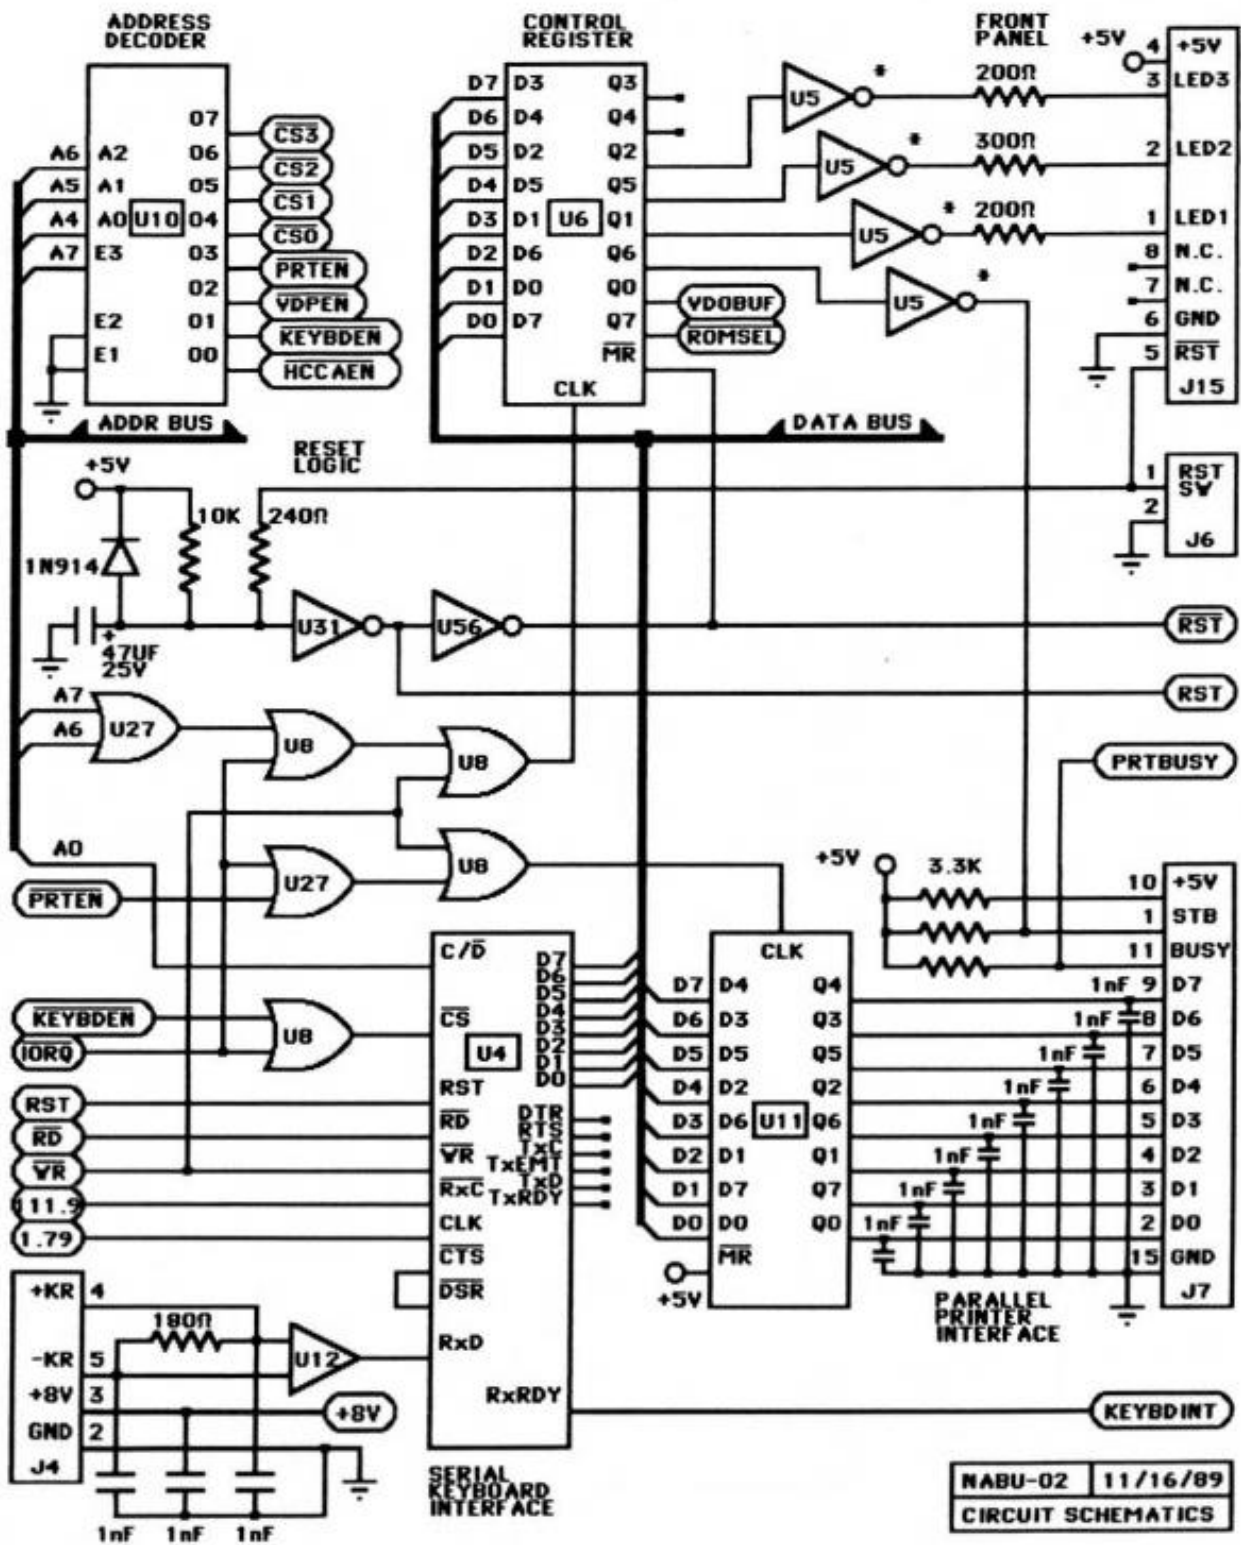 ADDRESS
DECODER
O7
CS3
A6 A2 O6
CS2
A5 A1 O5
CS1
A4 A0 U10 O4
CS0
A7 E3 O3
PRTEN
O2
VDPEN
E2 O1
KEYBDEN
E1 O0
HCCAEN
ADDR BUS
CONTROL
REGISTER
D7 D3 Q3
D6 D4 Q4
D5 D2 Q2
D4 D5 Q5
D3 D1 U6 Q1
D2 D6 Q6
D1 D0 Q0
VDOBUF
D0 D7 Q7
ROMSEL
MR
CLK
DATA BUS
FRONT
PANEL
+5V
4 +5V
U5 * 200Ω 3 LED3
U5 * 300Ω 2 LED2
U5 * 200Ω 1 LED1
U5 *
8 N.C.
7 N.C.
6 GND
5 RST
J15
RESET
LOGIC
+5V
10K 240Ω
1N914
+
47UF
25V
U31 U56
1 RST
SW
2
J6
RST
RST
A7
A6
U27 U8 U8
PRTBUSY
A0
PRTEN
U27 U8
KEYBDEN
IORQ
U8
RST
RD
WR
111.9
1.79
C/D D7
D6
D5
D4
CS D3
U4 D2
D1
D0
RST
DTR
RD RTS
TxC
WR TxEMT
TxD
RxC TxRDY
CLK
CTS
DSR
RxD
RxRDY
SERIAL
KEYBOARD
INTERFACE
KEYBDINT
+KR 4
180Ω
-KR 5
U12
+8V 3
+8V
GND 2
J4
1nF 1nF 1nF
CLK
D7 D4 Q4
D6 D3 Q3
D5 D5 Q5
D4 D2 Q2
D3 D6 U11 Q6
D2 D1 Q1
D1 D7 Q7
D0 D0 Q0
MR
+5V
+5V 3.3K
10 +5V
1 STB
11 BUSY
1nF 9 D7
1nF 8 D6
1nF 7 D5
1nF 6 D4
1nF 5 D3
1nF 4 D2
1nF 3 D1
1nF 2 D0
15 GND
J7
PARALLEL
PRINTER
INTERFACE
NABU-02 11/16/89
CIRCUIT SCHEMATICS